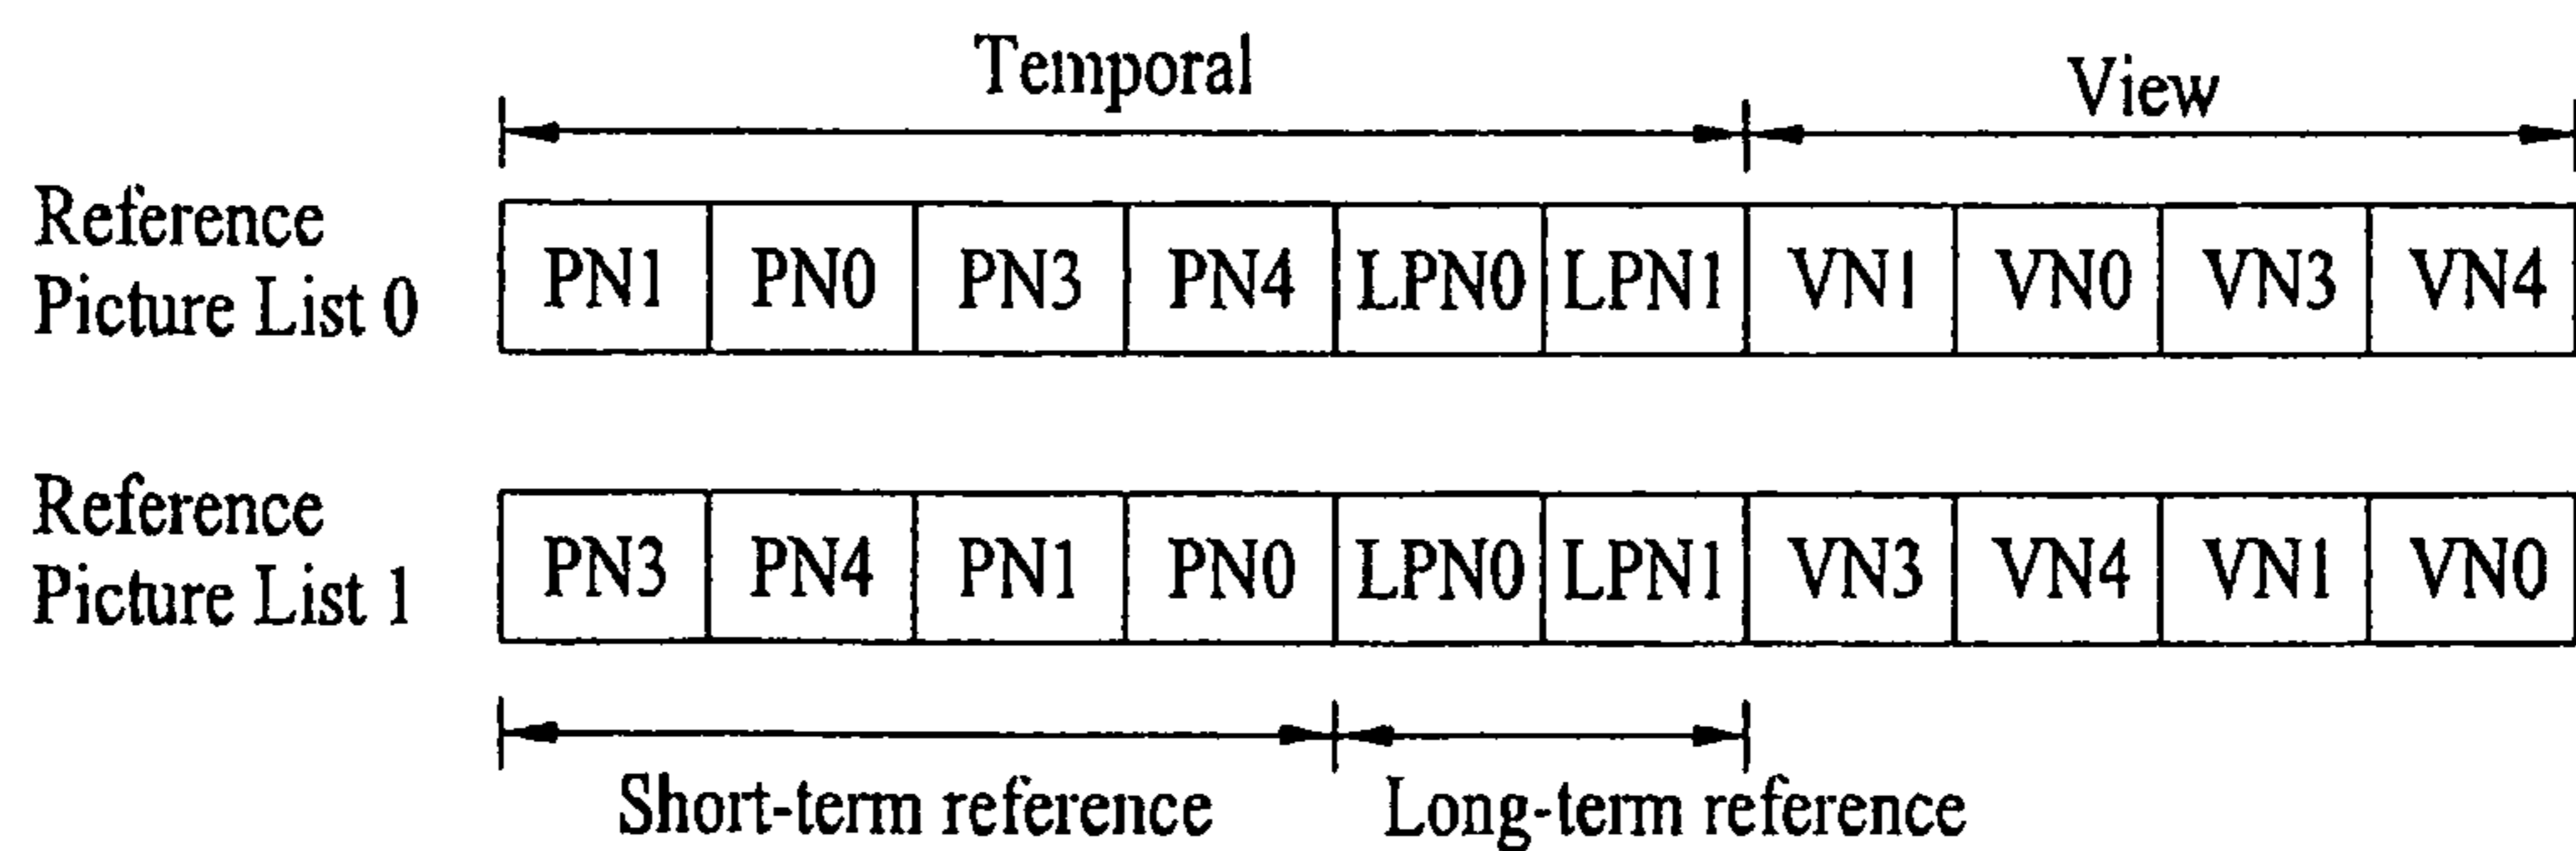 Temporal
View
Reference
Picture List 0
PN1 PN0 PN3 PN4 LPN0 LPN1 VN1 VN0 VN3 VN4
Reference
Picture List 1
PN3 PN4 PN1 PN0 LPN0 LPN1 VN3 VN4 VN1 VN0
Short-term reference
Long-term reference